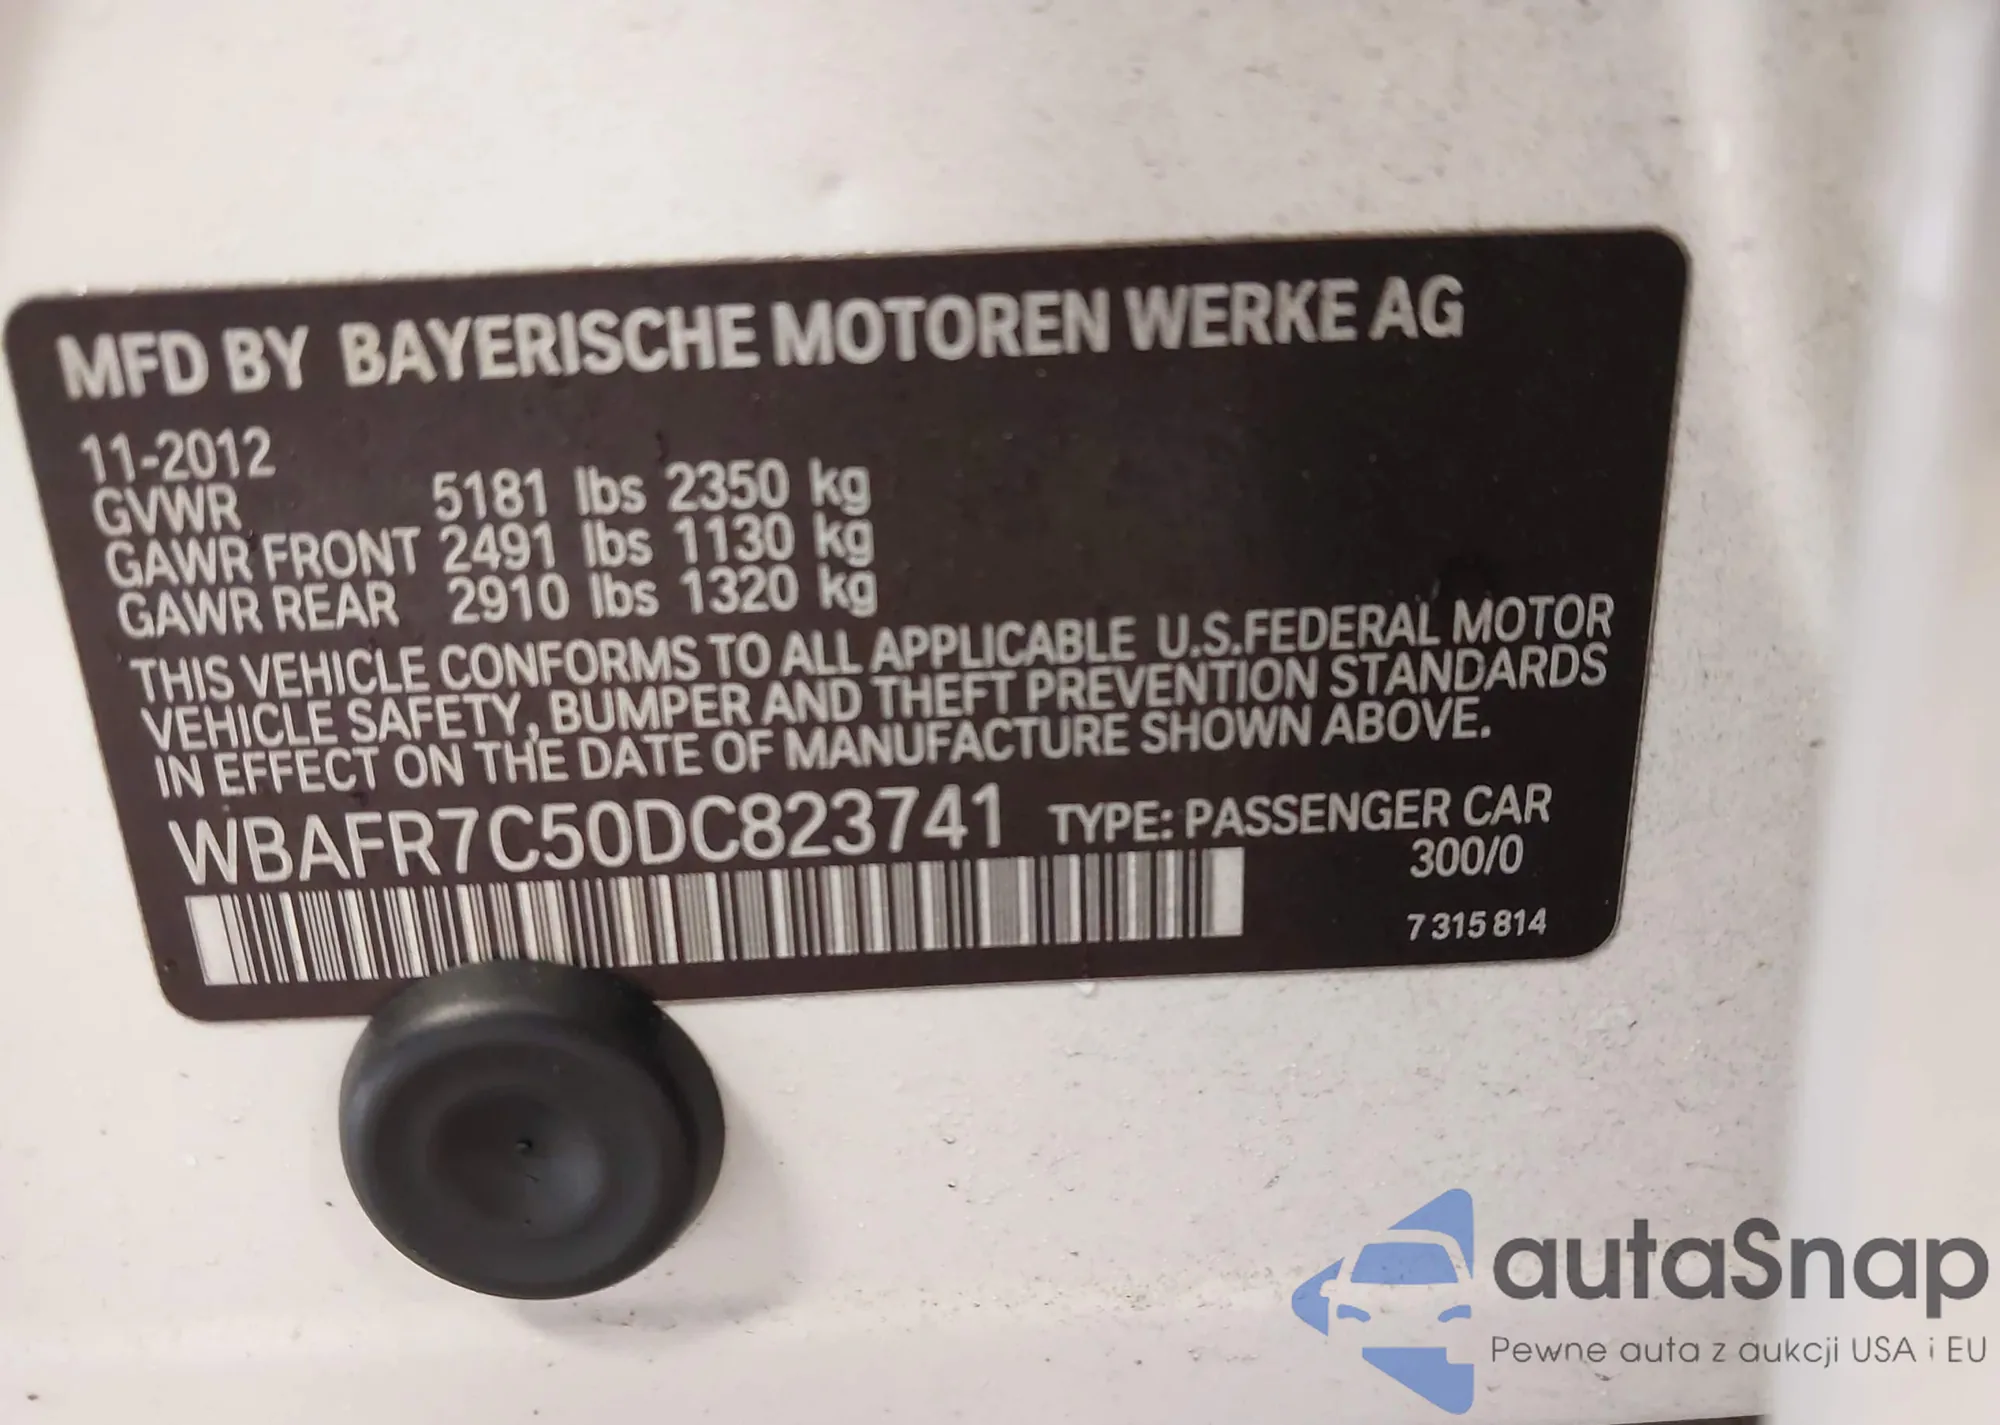 MFD BY BAYERISCHE MOTOREN WERKE AG
11-2012
GVWR 5181 lbs 2350 kg
GAWR FRONT 2491 lbs 1130 kg
GAWR REAR 2910 lbs 1320 kg
THIS VEHICLE CONFORMS TO ALL APPLICABLE U.S.FEDERAL MOTOR
VEHICLE SAFETY, BUMPER AND THEFT PREVENTION STANDARDS
IN EFFECT ON THE DATE OF MANUFACTURE SHOWN ABOVE.
WBAFR7C50DC823741 TYPE: PASSENGER CAR
300/0
7 315 814
autaSnap
Pewne auta z aukcji USA i EU